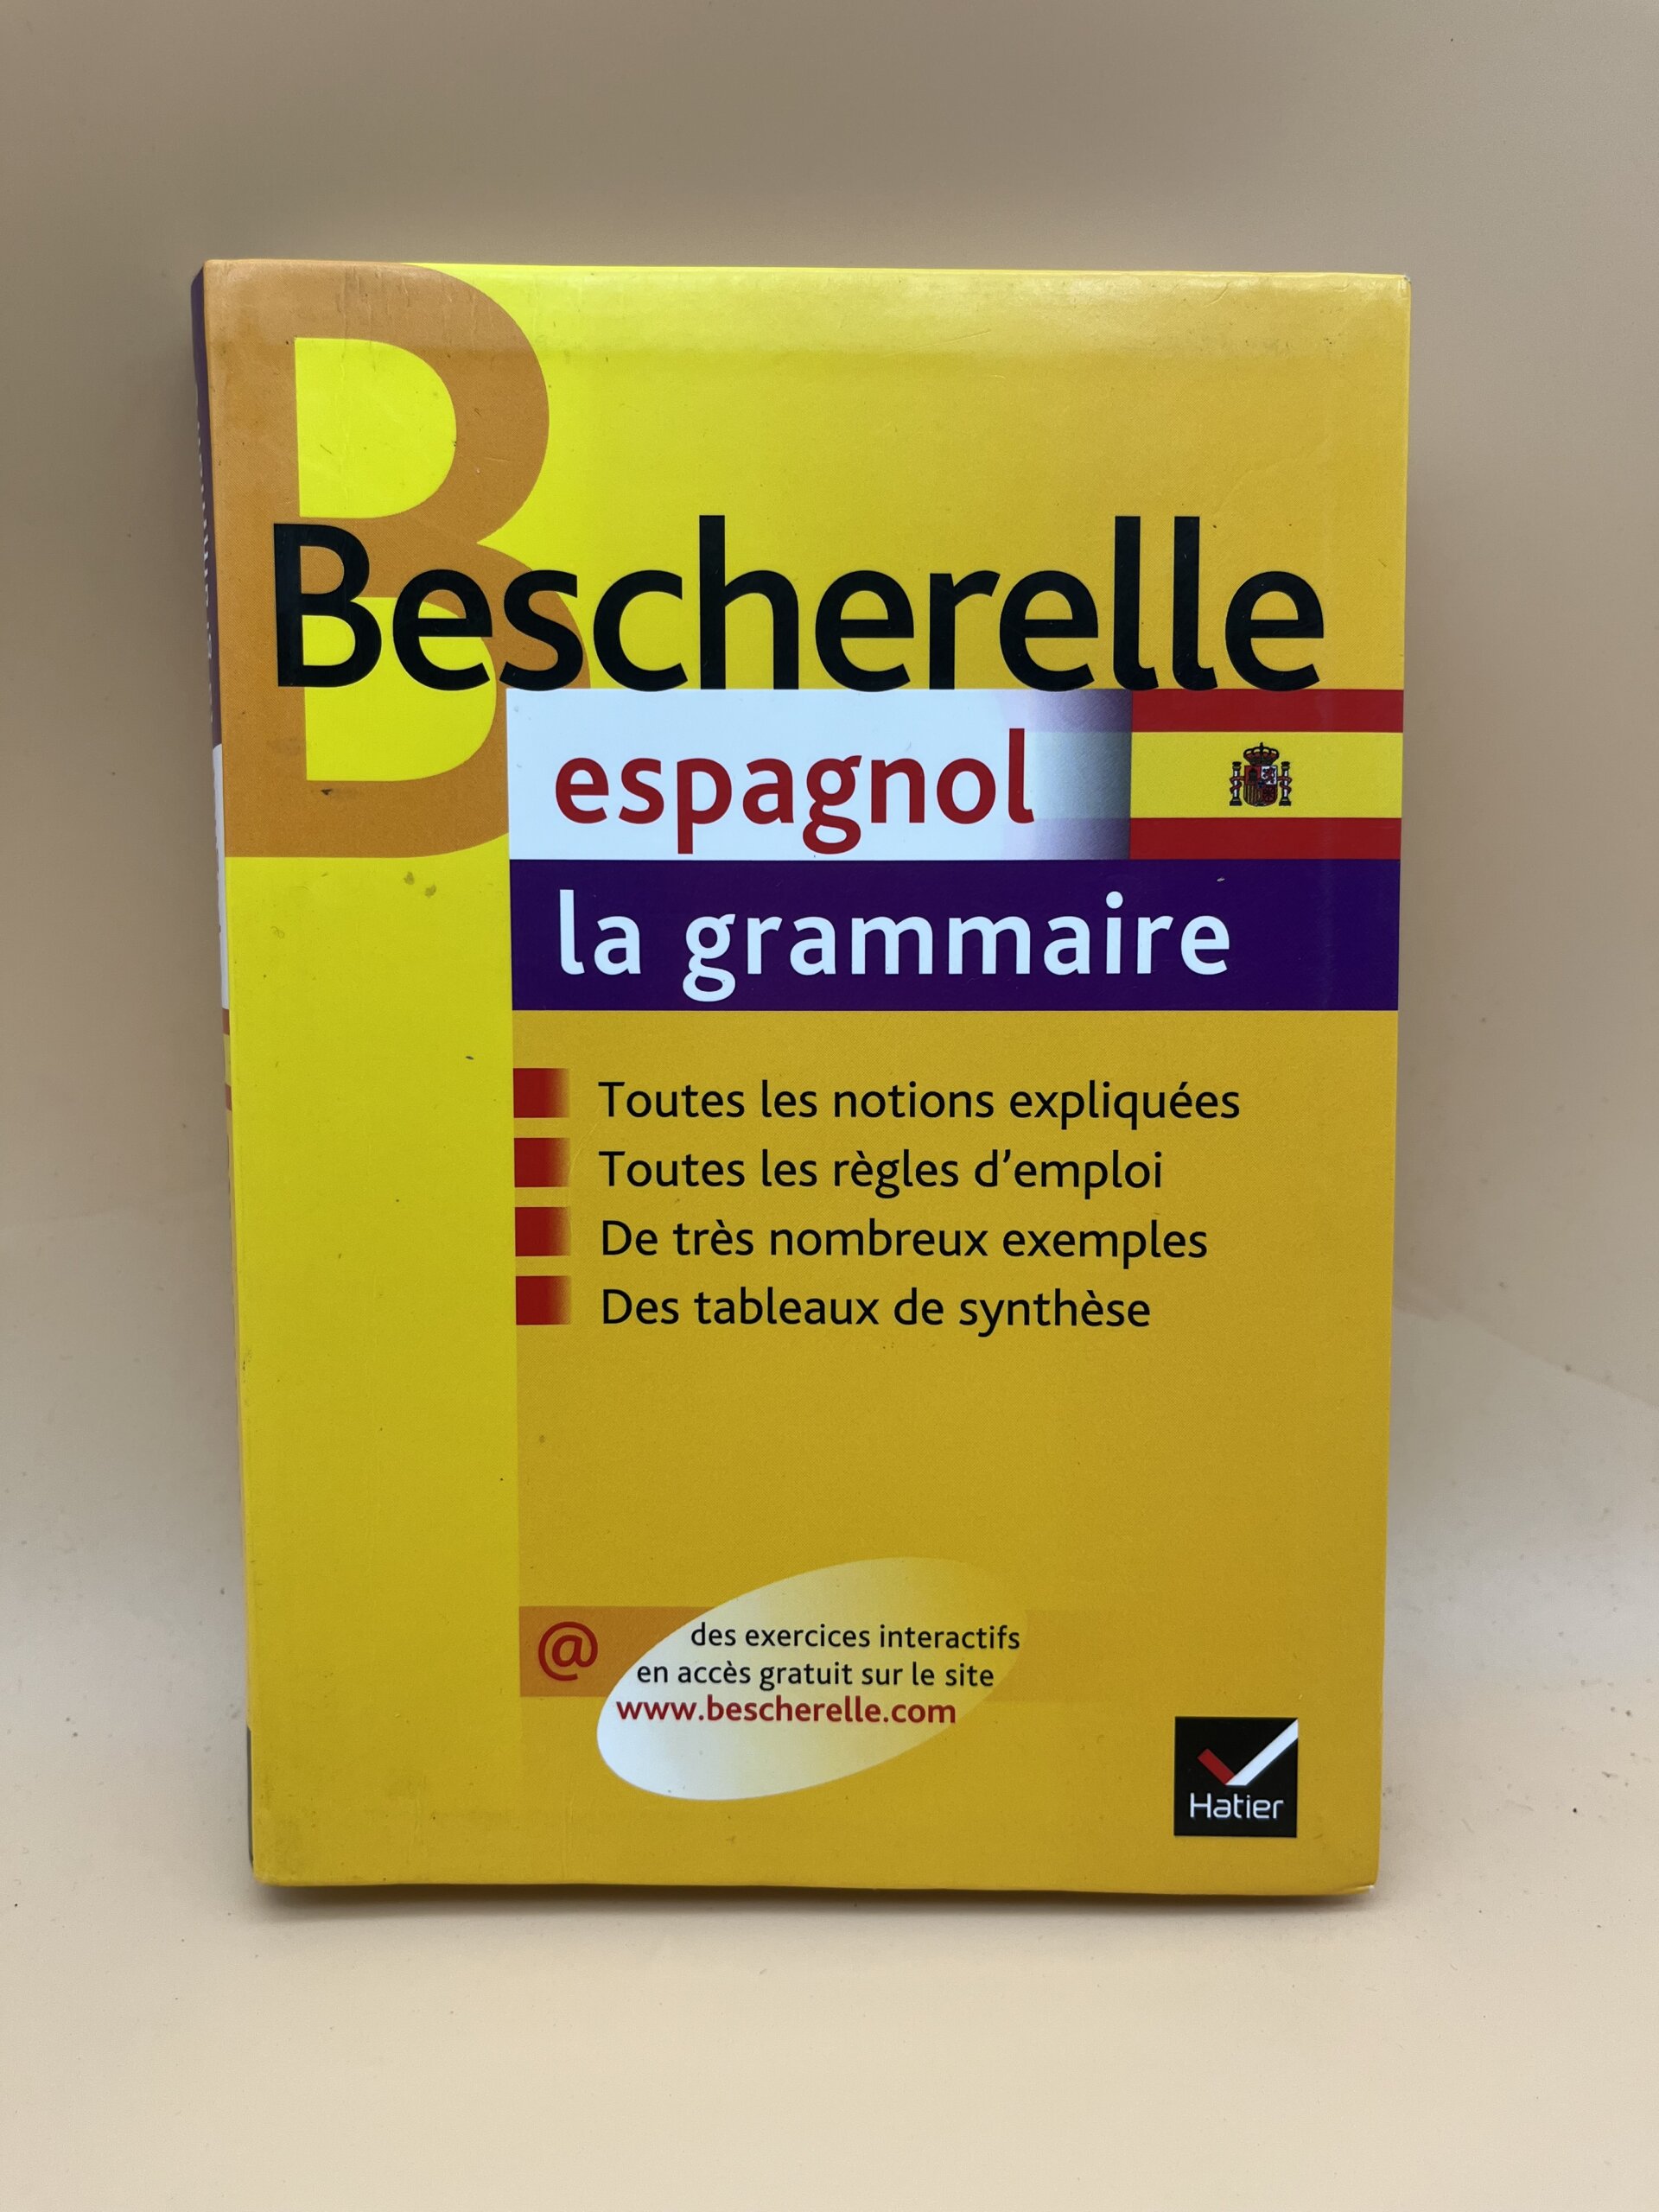 Bescherelle
espagnol
la grammaire
Toutes les notions expliquées
Toutes les règles d'emploi
De très nombreux exemples
Des tableaux de synthèse
@
des exercices interactifs
en accès gratuit sur le site
www.bescherelle.com
Hatier